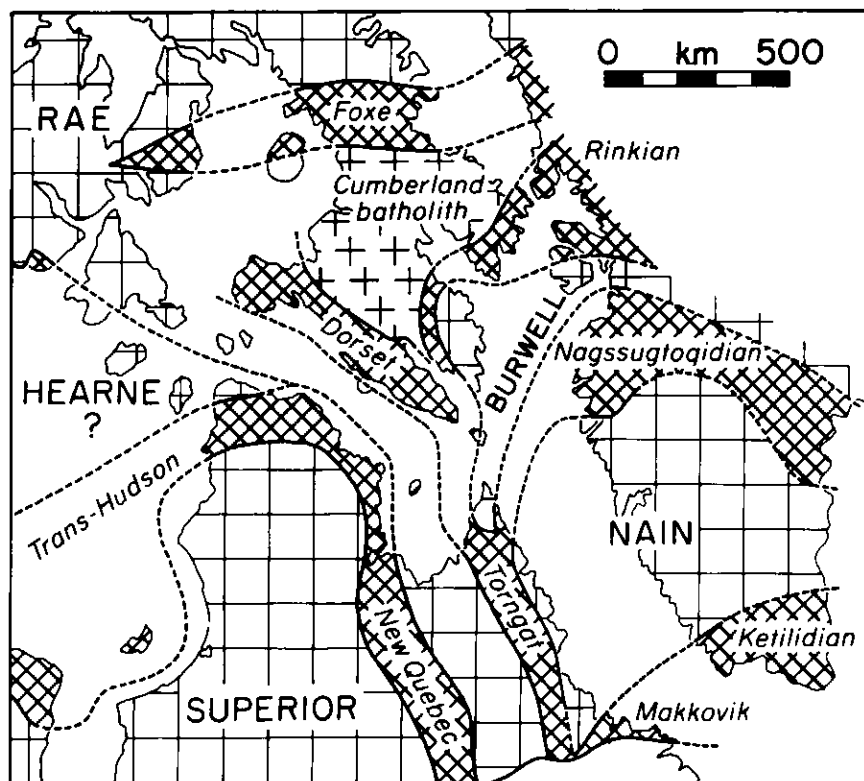 0 km 500
RAE
Foxe
Rinkian
Cumberland
batholith
Dorset
BURWELL
Nagssugtoqidian
HEARNE
?
Trans-Hudson
NAIN
New Quebec
Torngat
Ketilidian
SUPERIOR
Makkovik